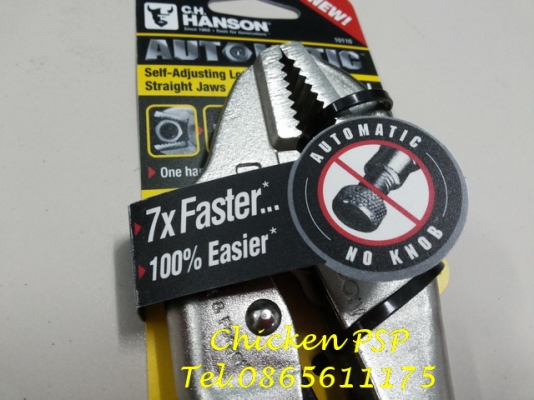 C.H.
HANSON
NEW!
10110
AUTOMATIC
Self-Adjusting
Straight Jaws
One
7x Faster...*
100% Easier*
AUTOMATIC
NO KNOB
Chicken PSP
Tel.0865611175